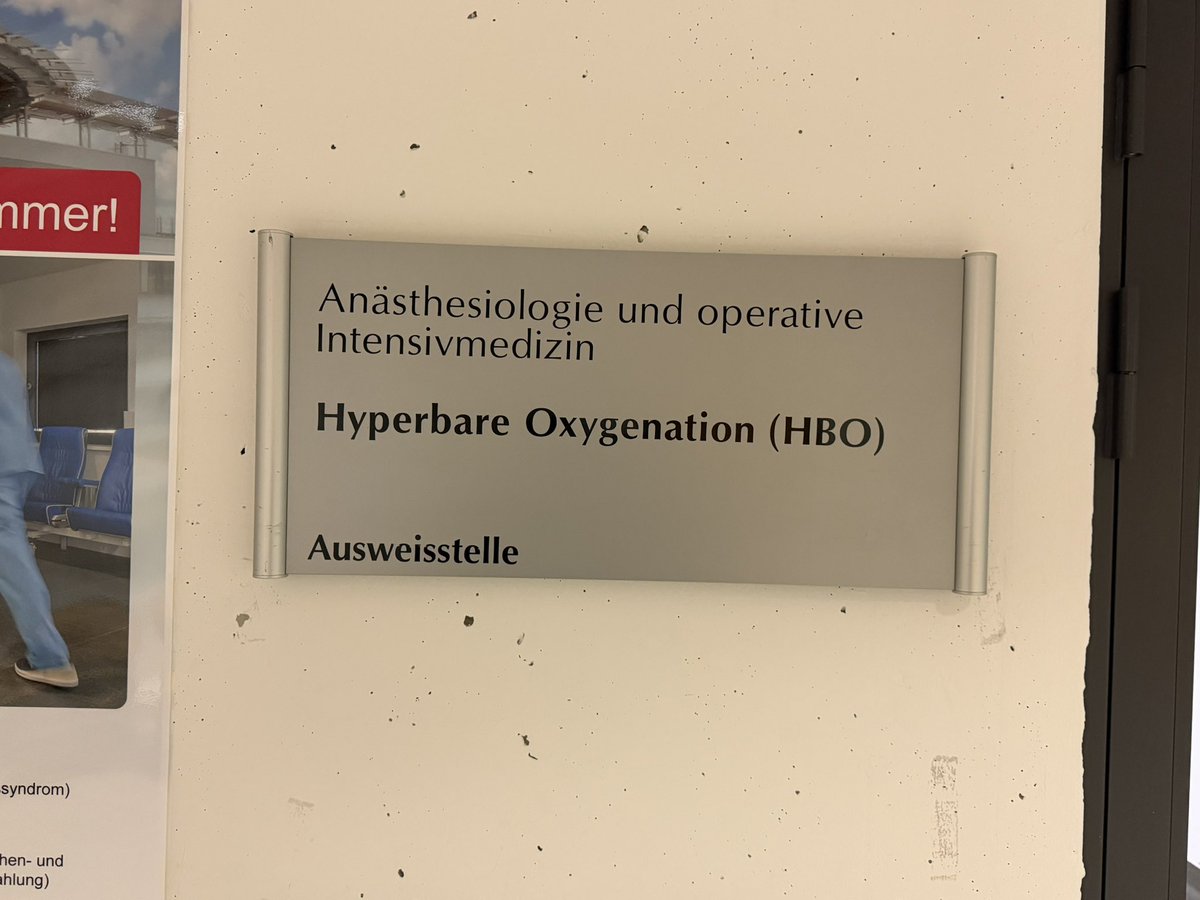 mmer!
Anästhesiologie und operative
Intensivmedizin
Hyperbare Oxygenation (HBO)
Ausweisstelle
syndrom)
hen- und
ahlung)